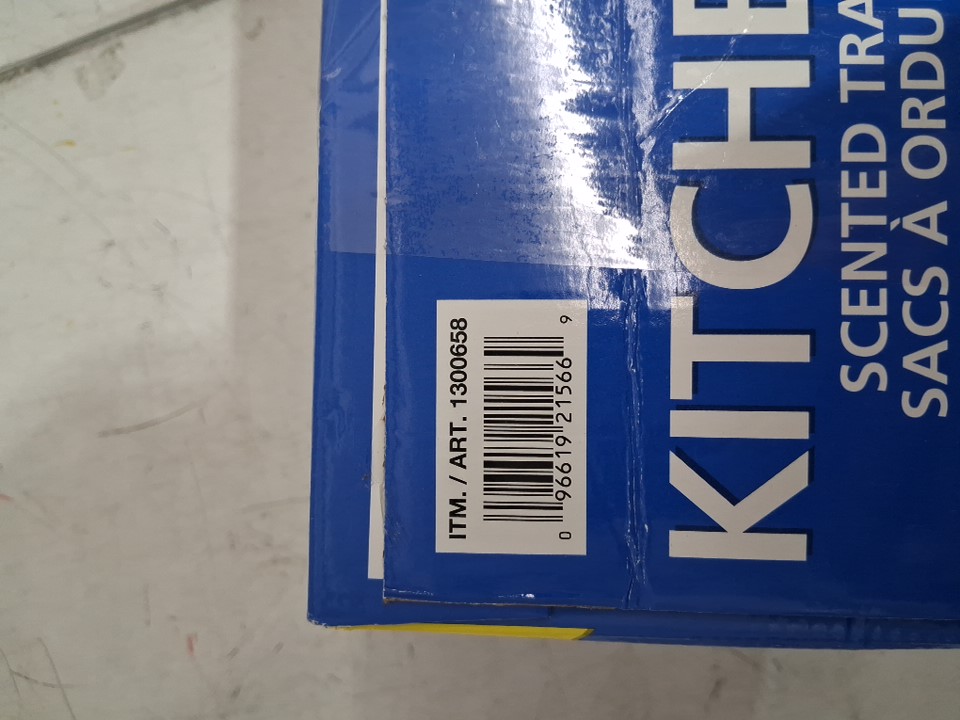 ITM. / ART. 1300658
0 96619 21566 9
KITCHE
SCENTED TRA
SACS À ORDU